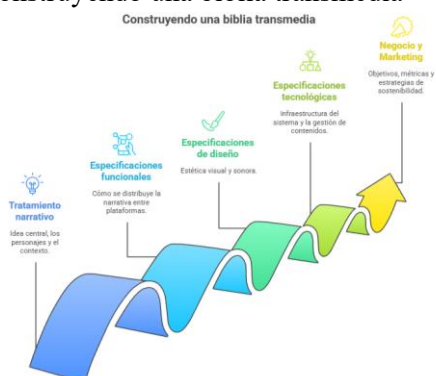 Construyendo una biblia transmedia
Negocio y
Marketing
Objetivos, métricas y
estrategias de
sostenibilidad.
Especificaciones
tecnológicas
Infraestructura del
sistema y la gestión de
contenidos.
Especificaciones
de diseño
Estética visual y sonora.
Especificaciones
funcionales
Cómo se distribuye la
narrativa entre
plataformas.
Tratamiento
narrativo
Idea central, los
personajes y el
contexto.